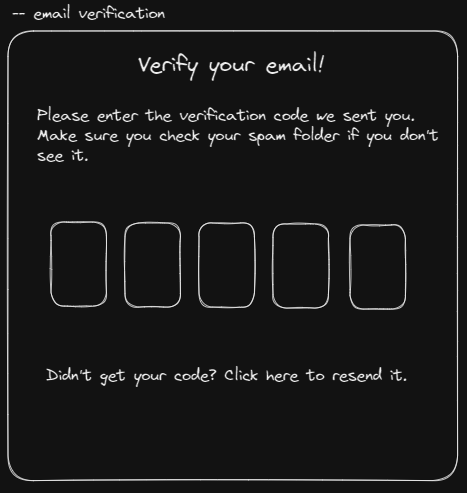 -- email verification
Verify your email!
Please enter the verification code we sent you.
Make sure you check your spam folder if you don't
see it.
Didn't get your code? Click here to resend it.